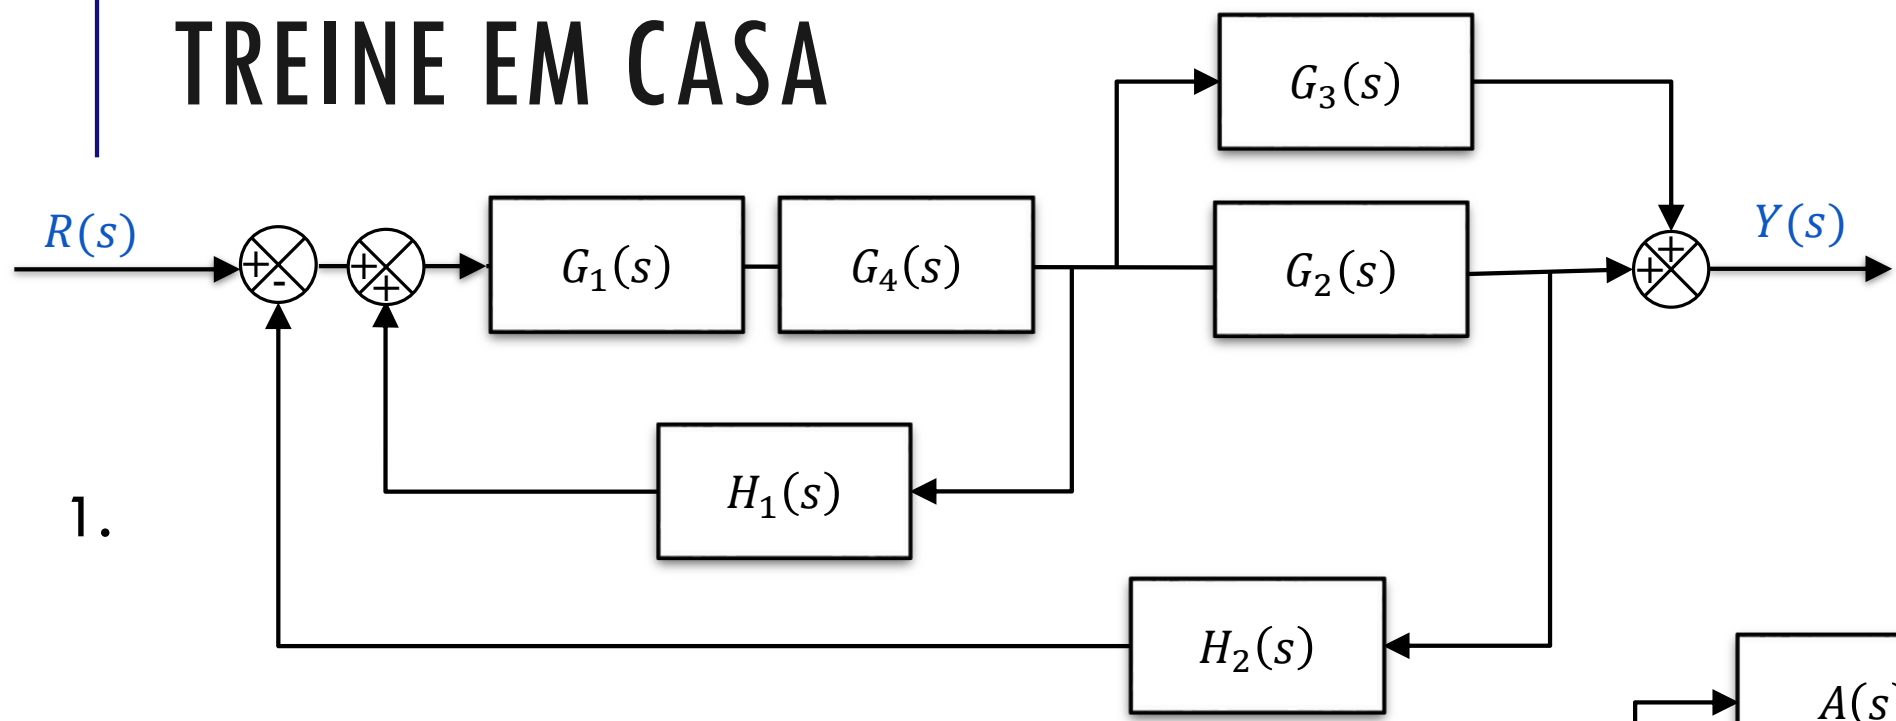 TREINE EM CASA
G₃(s)
R(s)
+
-
+
+
G₁(s)
G₄(s)
G₂(s)
+
+
Y(s)
H₁(s)
1.
H₂(s)
A(s)